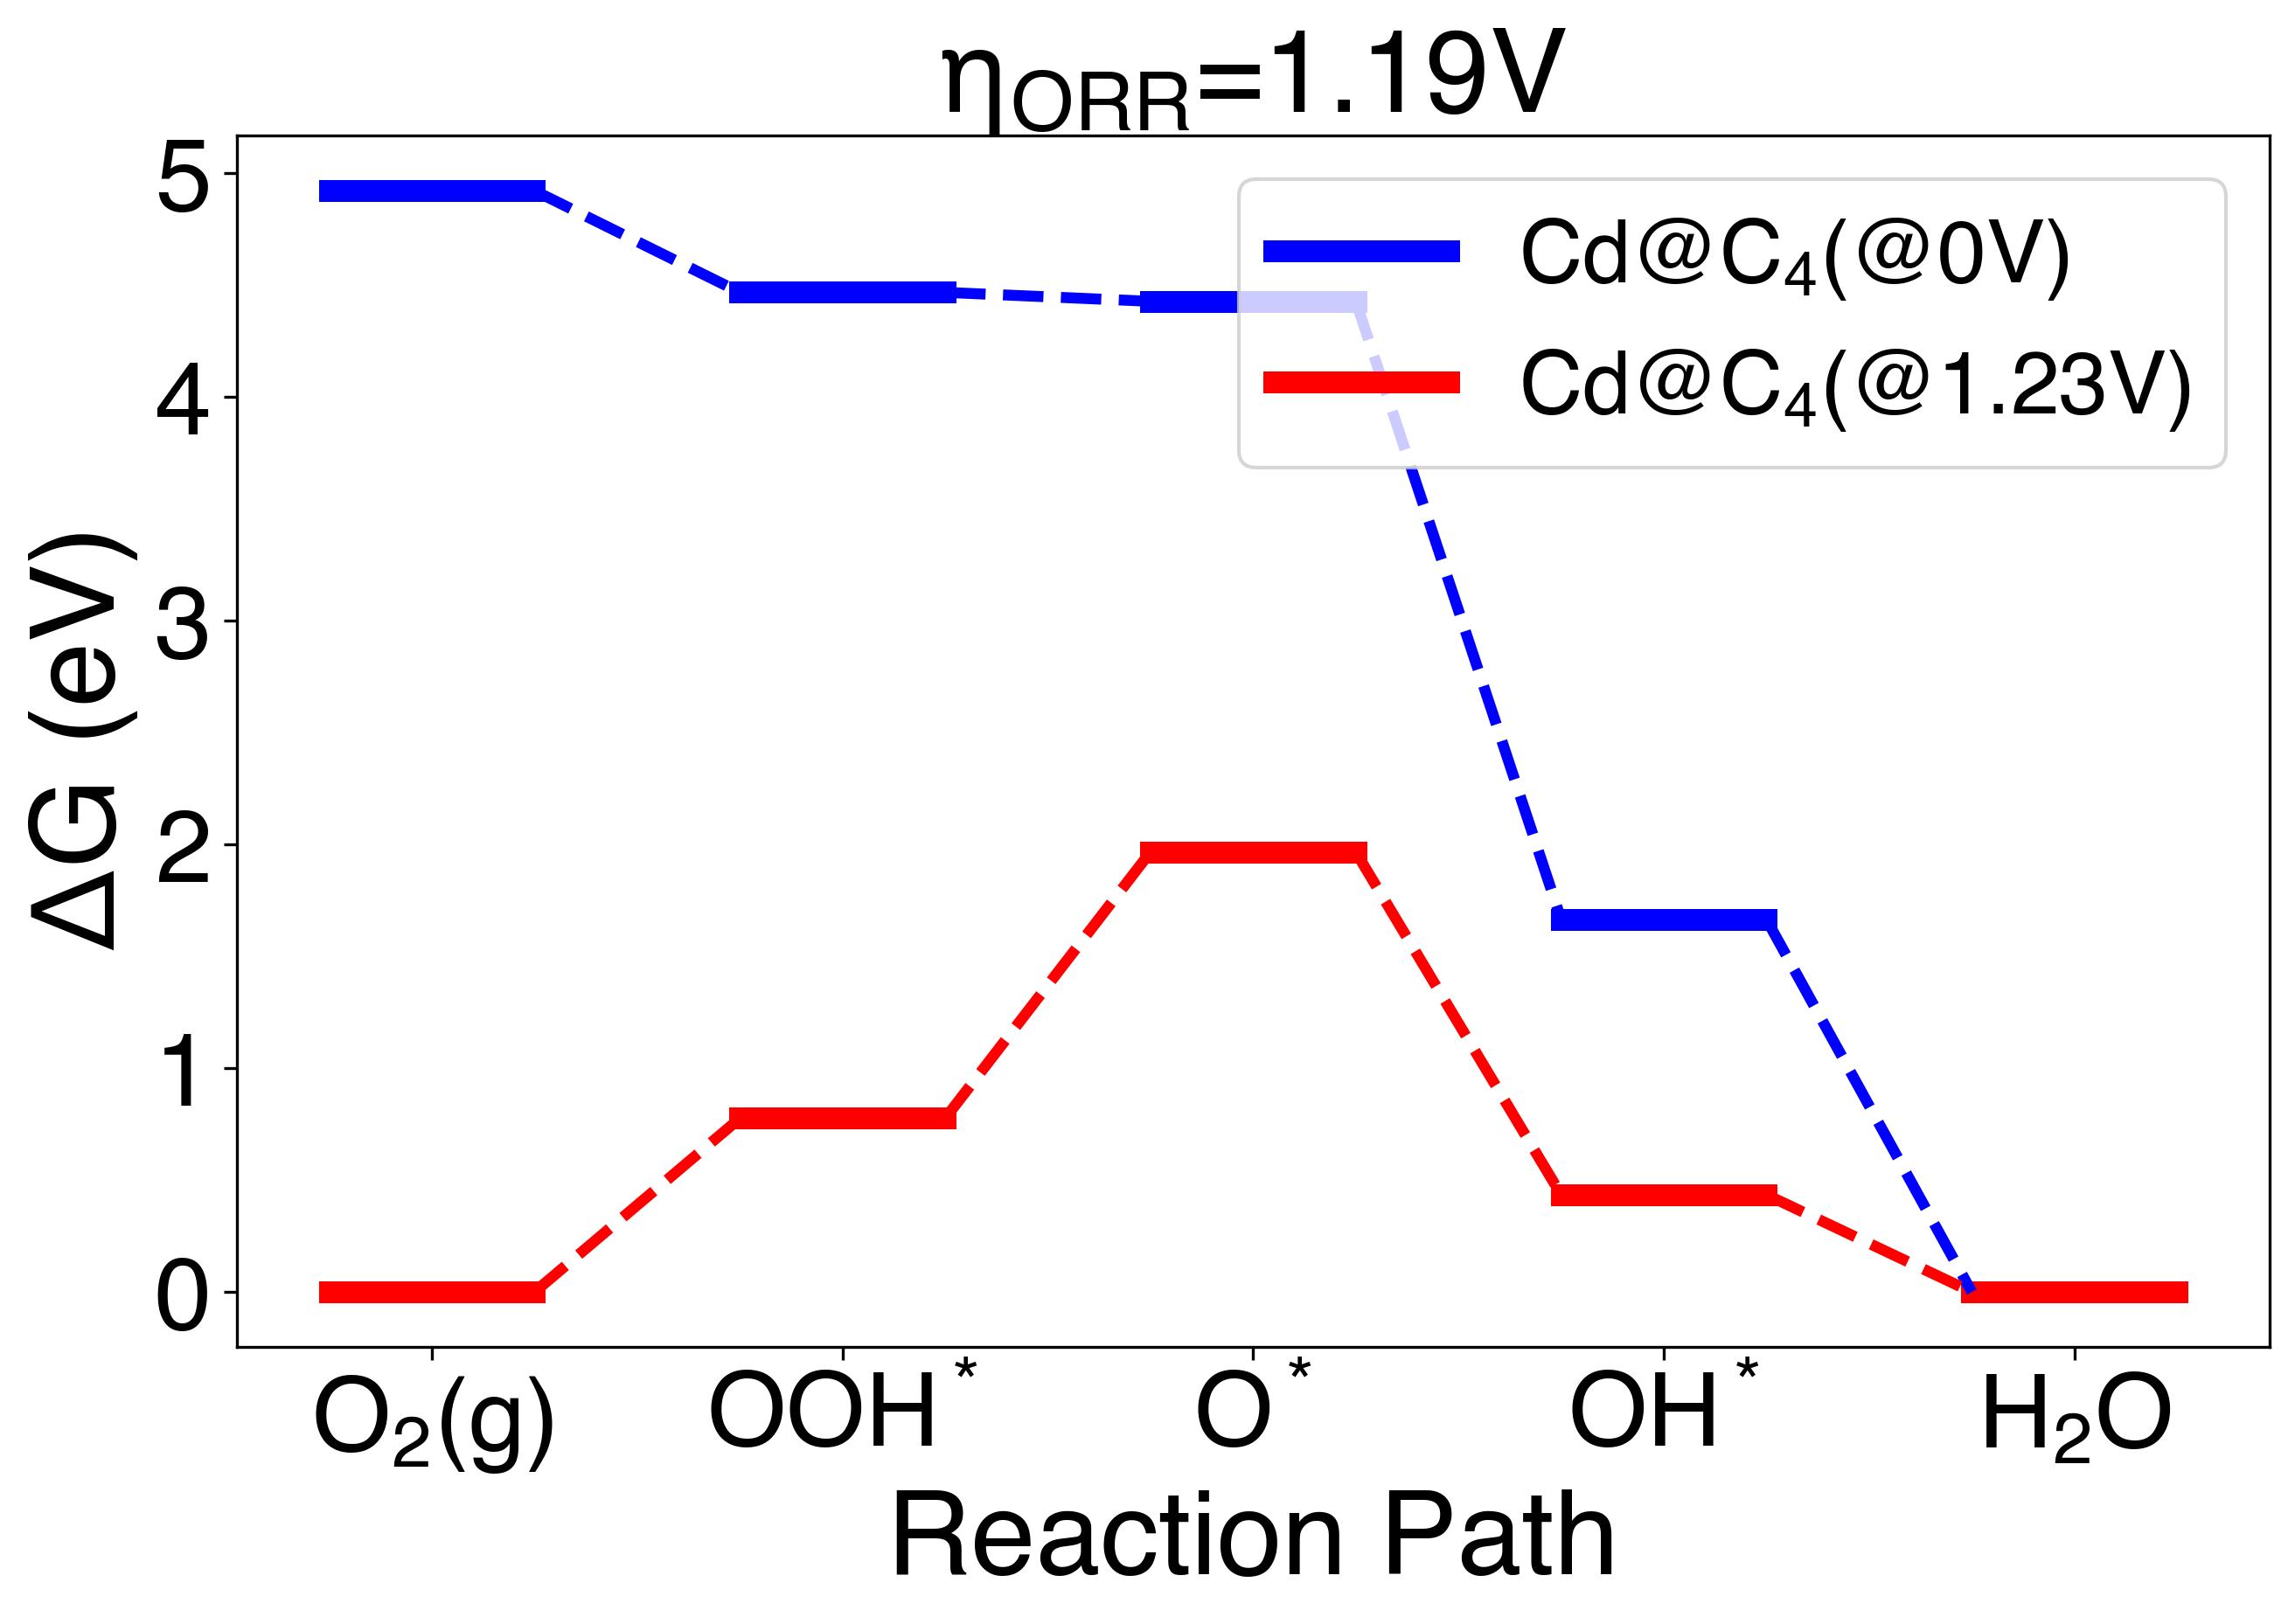 η_ORR=1.19V
Cd@C₄(@0V)
Cd@C₄(@1.23V)
ΔG (eV)
5
4
3
2
1
0
O₂(g) OOH* O* OH* H₂O
Reaction Path